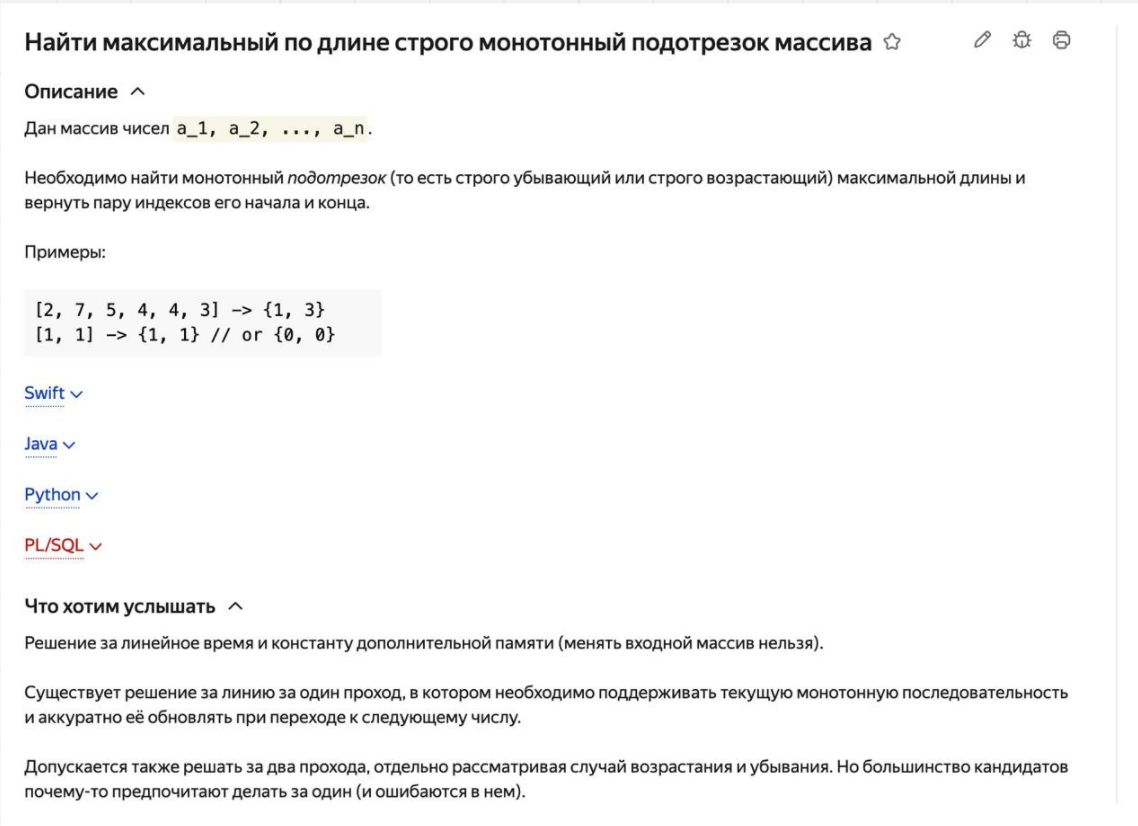 Найти максимальный по длине строго монотонный подотрезок массива
Описание
Дан массив чисел a_1, a_2, ..., a_n.
Необходимо найти монотонный подотрезок (то есть строго убывающий или строго возрастающий) максимальной длины и
вернуть пару индексов его начала и конца.
Примеры:
[2, 7, 5, 4, 4, 3] -> {1, 3}
[1, 1] -> {1, 1} // or {0, 0}
Swift
Java
Python
PL/SQL
Что хотим услышать
Решение за линейное время и константу дополнительной памяти (менять входной массив нельзя).
Существует решение за линию за один проход, в котором необходимо поддерживать текущую монотонную последовательность
и аккуратно её обновлять при переходе к следующему числу.
Допускается также решать за два прохода, отдельно рассматривая случай возрастания и убывания. Но большинство кандидатов
почему-то предпочитают делать за один (и ошибаются в нем).